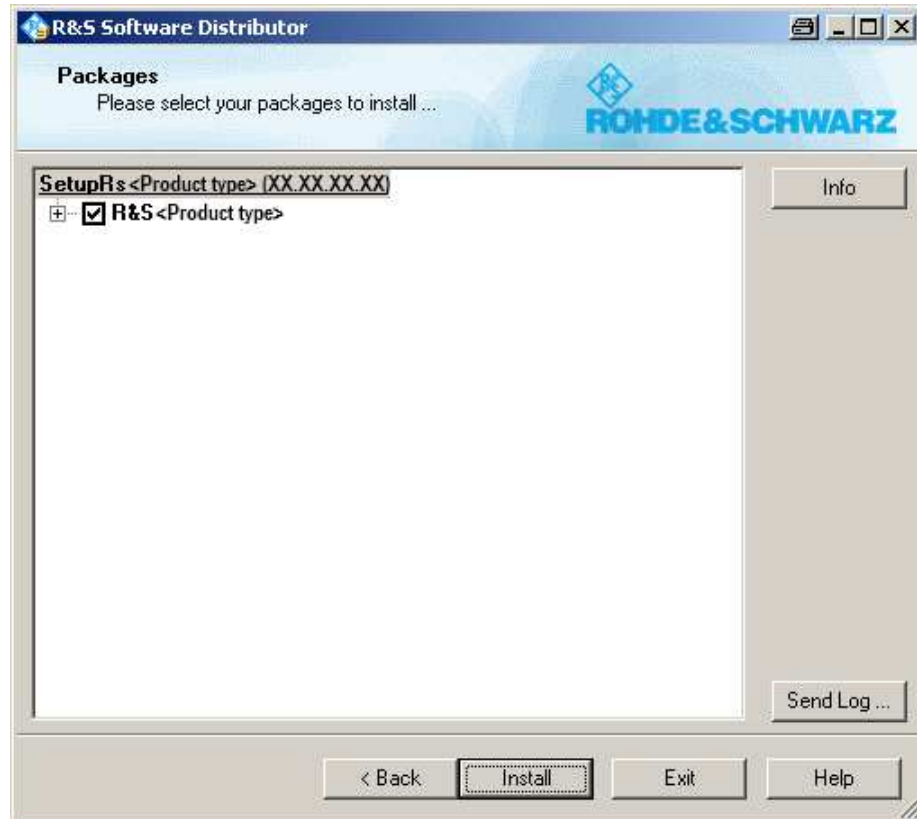 R&S Software Distributor
Packages
Please select your packages to install ...
ROHDE&SCHWARZ
SetupRs <Product type> (XX.XX.XX.XX)
R&S <Product type>
Info
Send Log ...
< Back
Install
Exit
Help